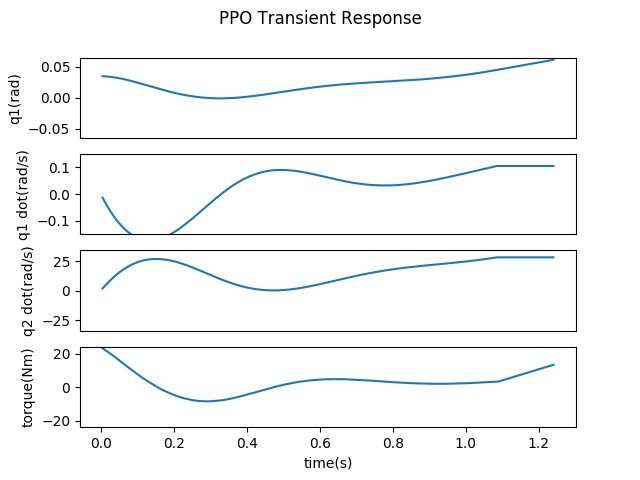 PPO Transient Response
q1(rad)
0.05
0.00
−0.05
q1 dot(rad/s)
0.1
0.0
−0.1
q2 dot(rad/s)
25
0
−25
torque(Nm)
20
0
−20
0.0 0.2 0.4 0.6 0.8 1.0 1.2
time(s)